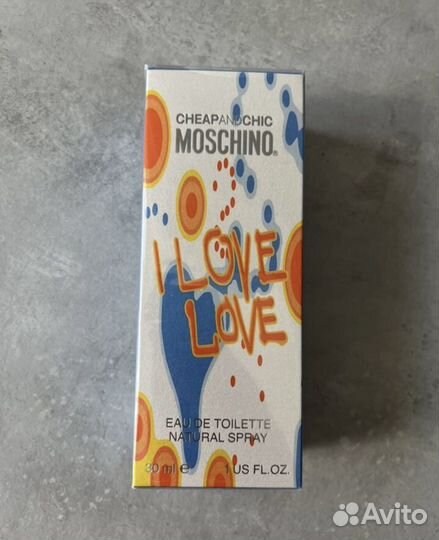 CHEAPANDCHIC
MOSCHINO®
I LOVE
LOVE
EAU DE TOILETTE
NATURAL SPRAY
30 ml e 1 US FL.OZ.
Avito